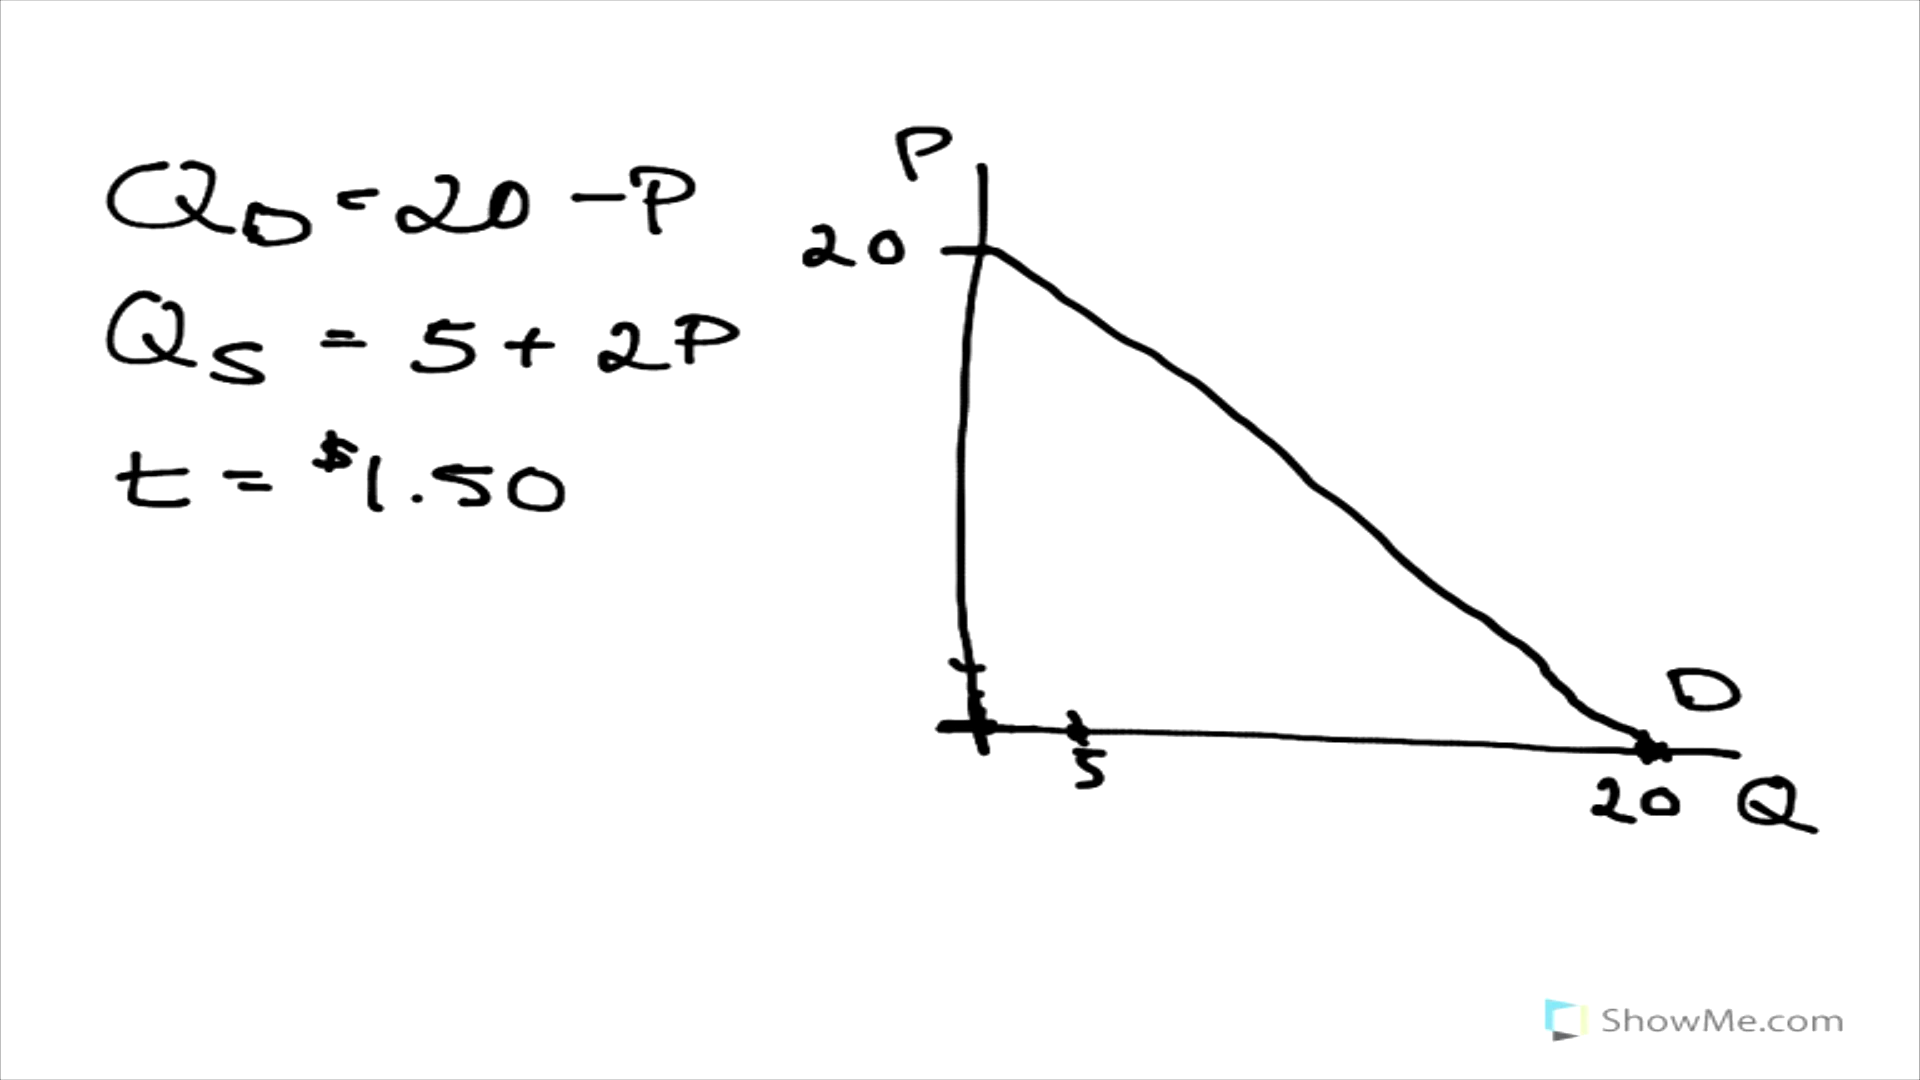 Q_D = 20 - P
Q_S = 5 + 2P
t = $1.50
P
20
D
5
20 Q
ShowMe.com